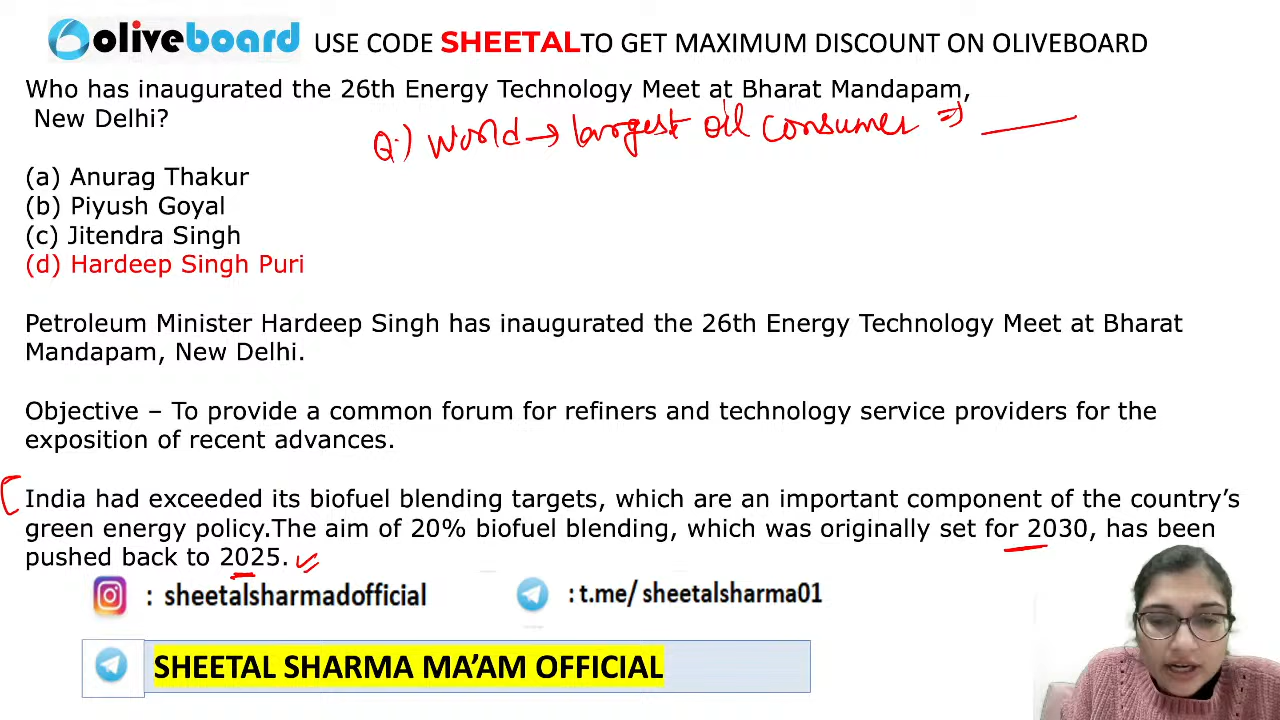 oliveboard USE CODE SHEETAL TO GET MAXIMUM DISCOUNT ON OLIVEBOARD
Who has inaugurated the 26th Energy Technology Meet at Bharat Mandapam,
New Delhi?
Q.) World → largest oil consumer ⇒ ____
(a) Anurag Thakur
(b) Piyush Goyal
(c) Jitendra Singh
(d) Hardeep Singh Puri
Petroleum Minister Hardeep Singh has inaugurated the 26th Energy Technology Meet at Bharat
Mandapam, New Delhi.
Objective – To provide a common forum for refiners and technology service providers for the
exposition of recent advances.
India had exceeded its biofuel blending targets, which are an important component of the country’s
green energy policy.The aim of 20% biofuel blending, which was originally set for 2030, has been
pushed back to 2025.
: sheetalsharmadofficial : t.me/ sheetalsharma01
SHEETAL SHARMA MA’AM OFFICIAL